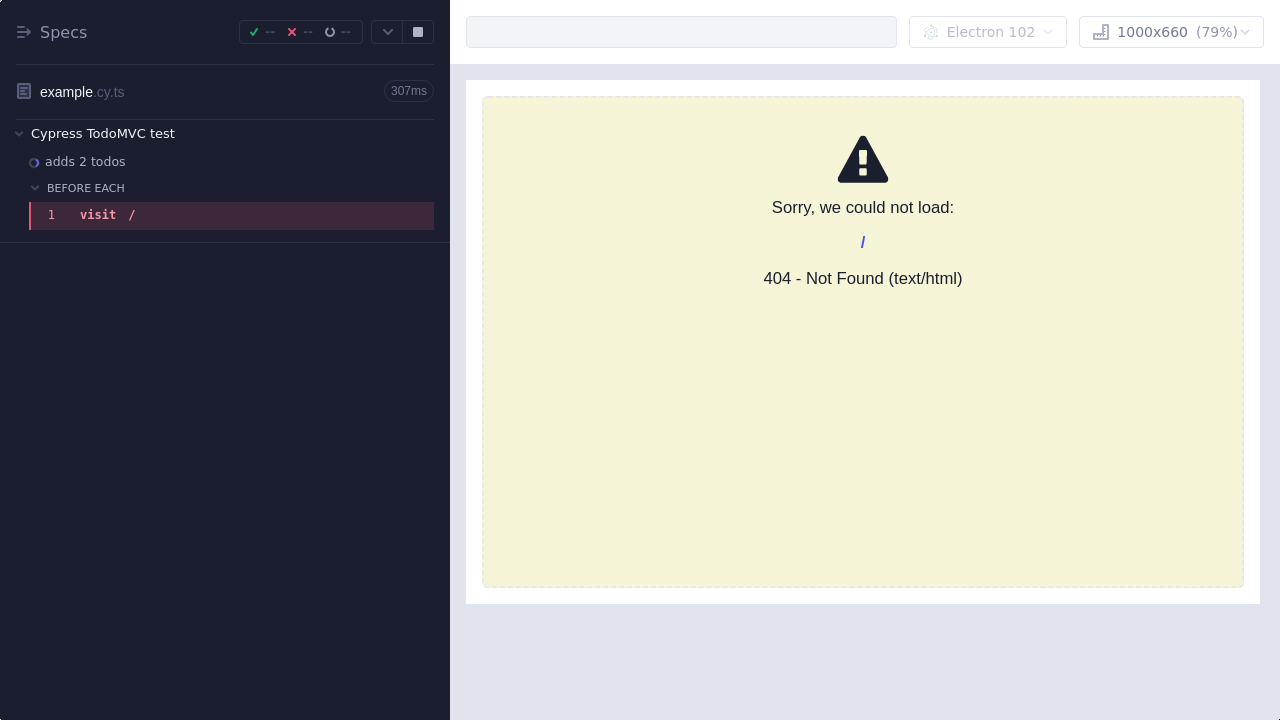 Specs
-- -- --
example.cy.ts 307ms
Cypress TodoMVC test
adds 2 todos
BEFORE EACH
1 visit /
Electron 102
1000x660 (79%)
Sorry, we could not load:
/
404 - Not Found (text/html)